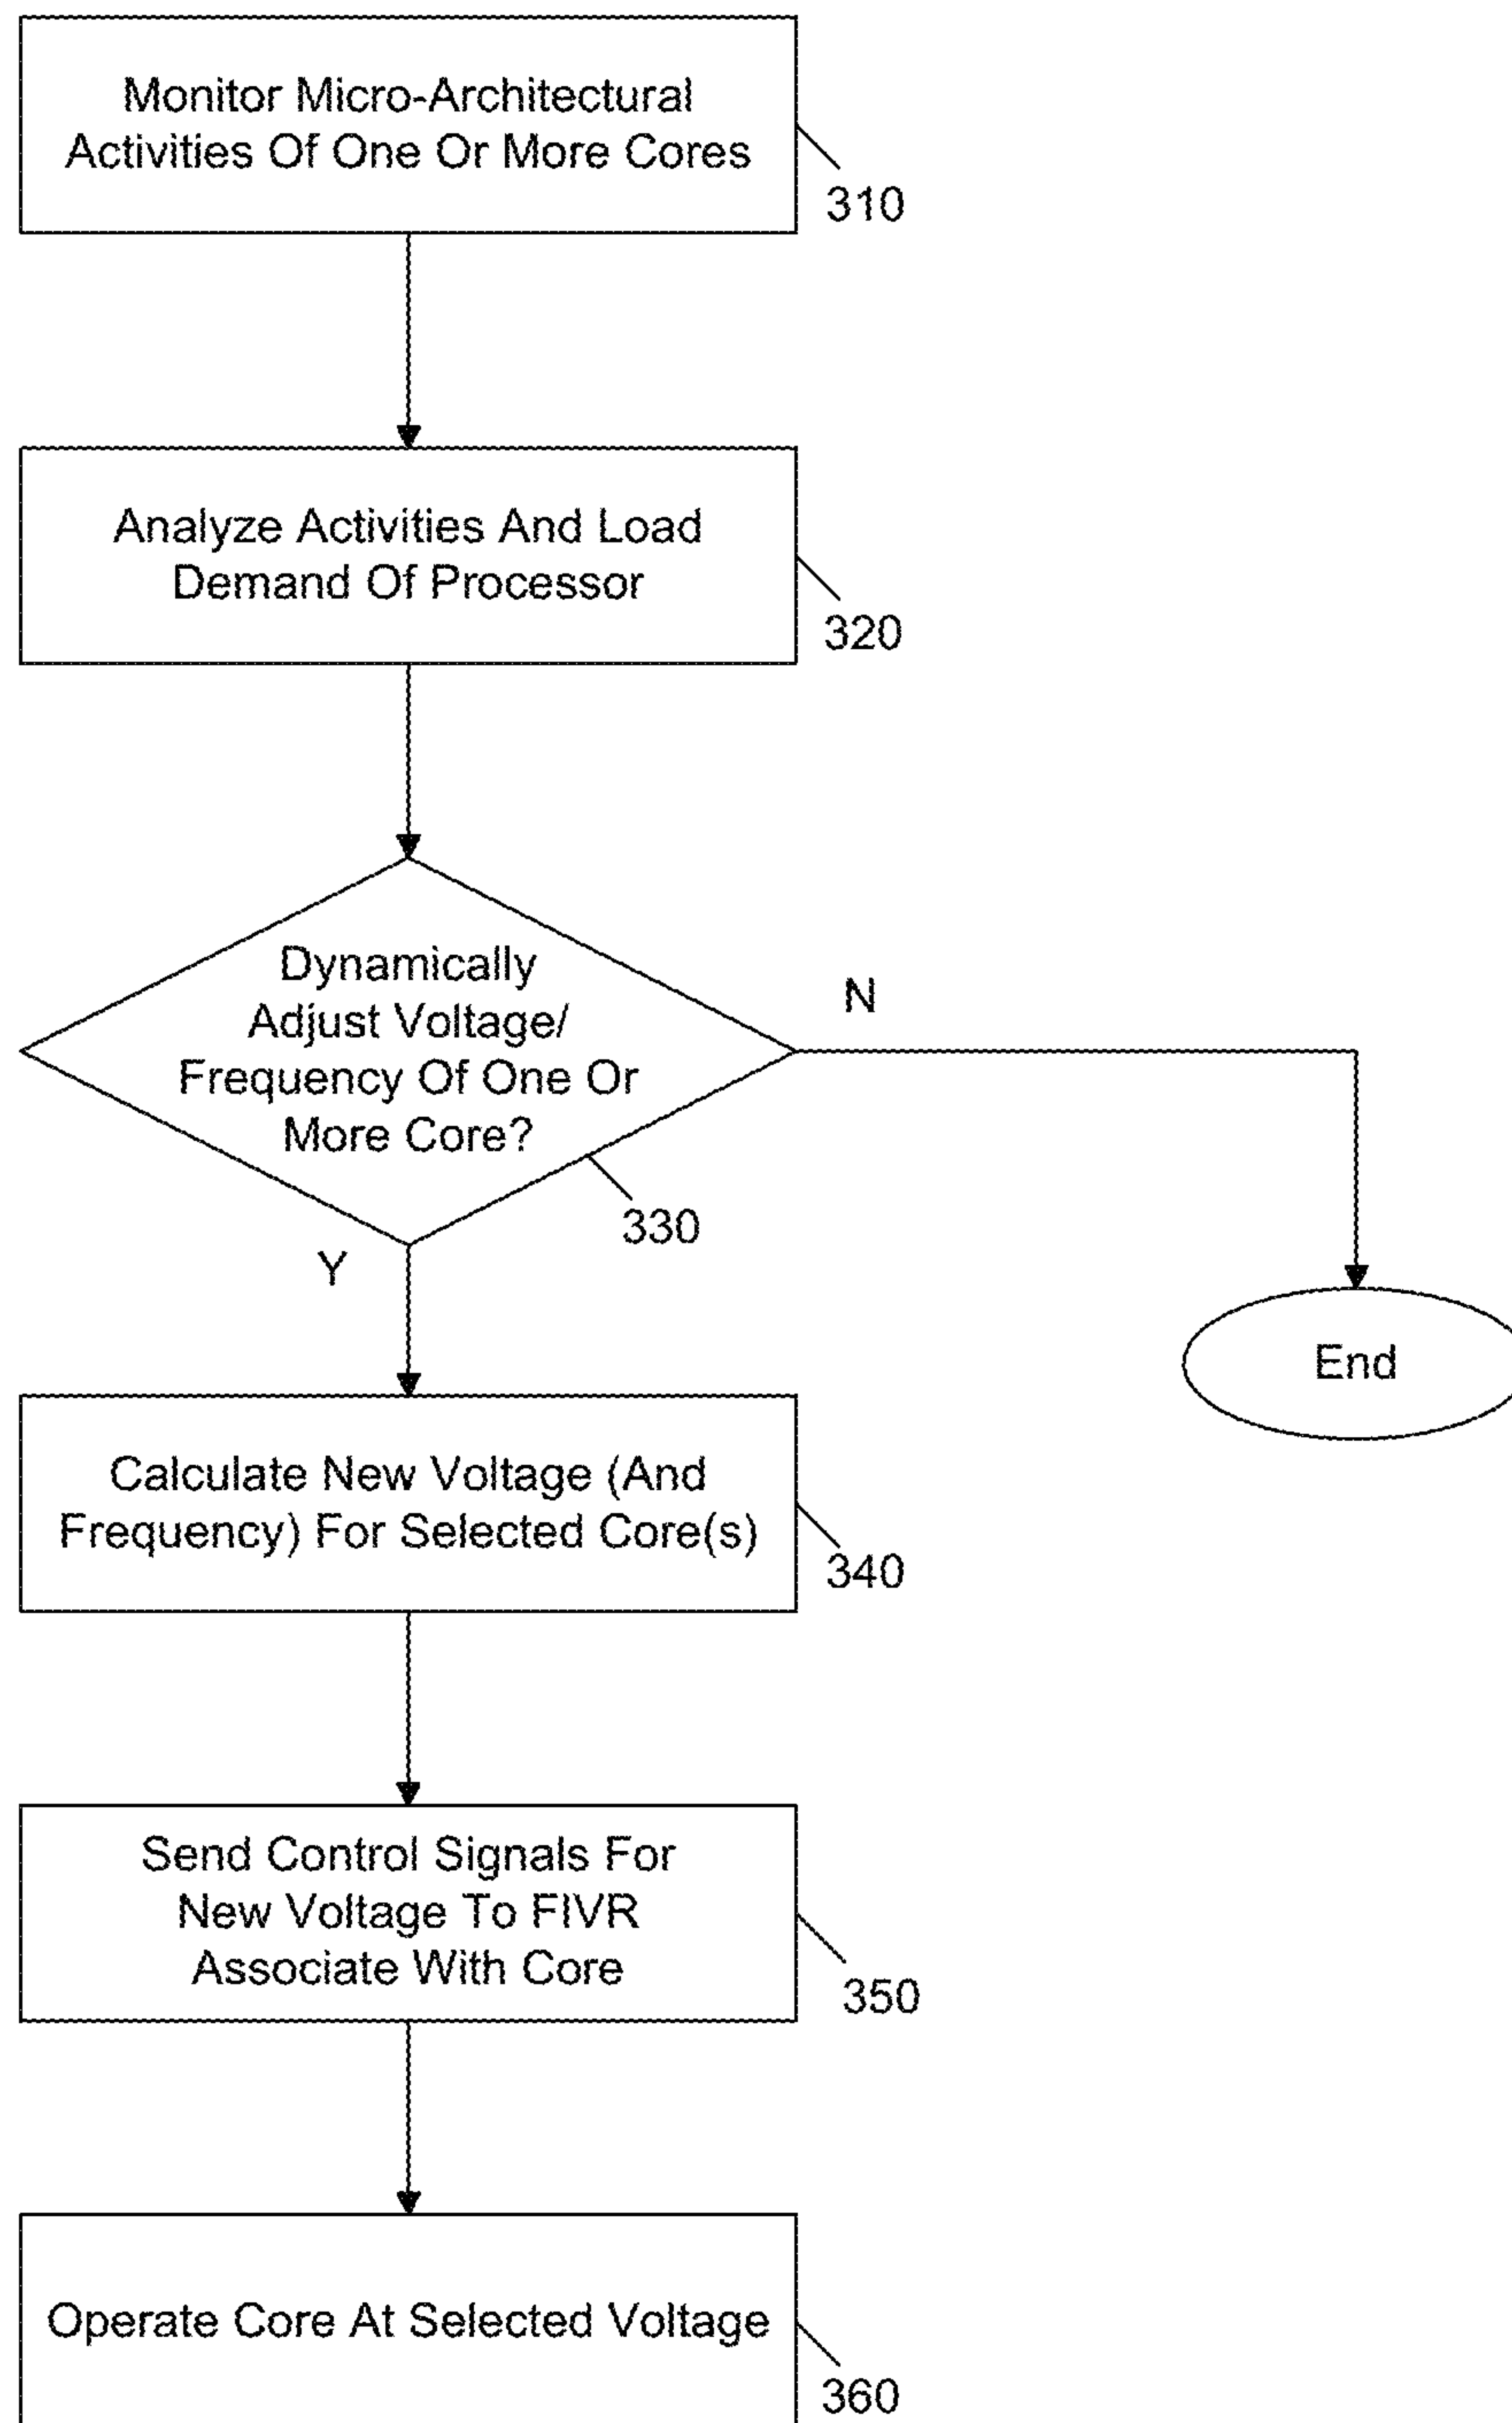 Monitor Micro-Architectural
Activities Of One Or More Cores
310
Analyze Activities And Load
Demand Of Processor
320
Dynamically
Adjust Voltage/
Frequency Of One Or
More Core?
330
N
Y
End
Calculate New Voltage (And
Frequency) For Selected Core(s)
340
Send Control Signals For
New Voltage To FIVR
Associate With Core
350
Operate Core At Selected Voltage
360